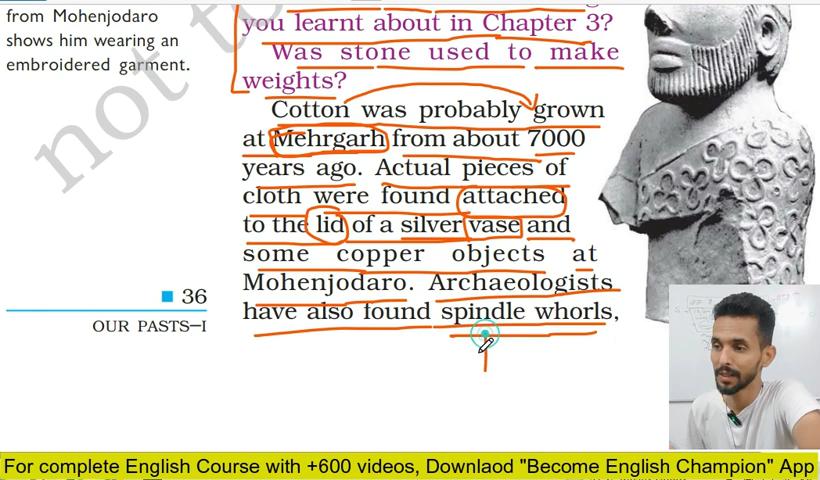 from Mohenjodaro
shows him wearing an
embroidered garment.
you learnt about in Chapter 3?
Was stone used to make
weights?
Cotton was probably grown
at Mehrgarh from about 7000
years ago. Actual pieces of
cloth were found attached
to the lid of a silver vase and
some copper objects at
Mohenjodaro. Archaeologists
have also found spindle whorls,
not t
36
OUR PASTS–I
For complete English Course with +600 videos, Downlaod "Become English Champion" App